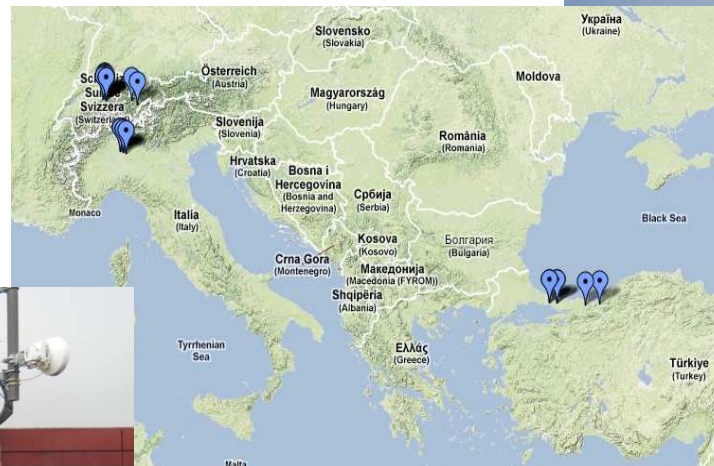 Україна
(Ukraine)
Slovensko
(Slovakia)
Moldova
Österreich
(Austria)
Magyarország
(Hungary)
Svizzera
(Switzerland)
Slovenija
(Slovenia)
România
(Romania)
Hrvatska
(Croatia)
Bosna i
Hercegovina
(Bosnia and
Herzegovina)
Србија
(Serbia)
Monaco
Italia
(Italy)
Black Sea
Kosova
(Kosovo)
България
(Bulgaria)
Crna Gora
(Montenegro)
Македонија
(Macedonia (FYROM))
Shqipëria
(Albania)
Tyrrhenian
Sea
Ελλάς
(Greece)
Türkiye
(Turkey)
Malta